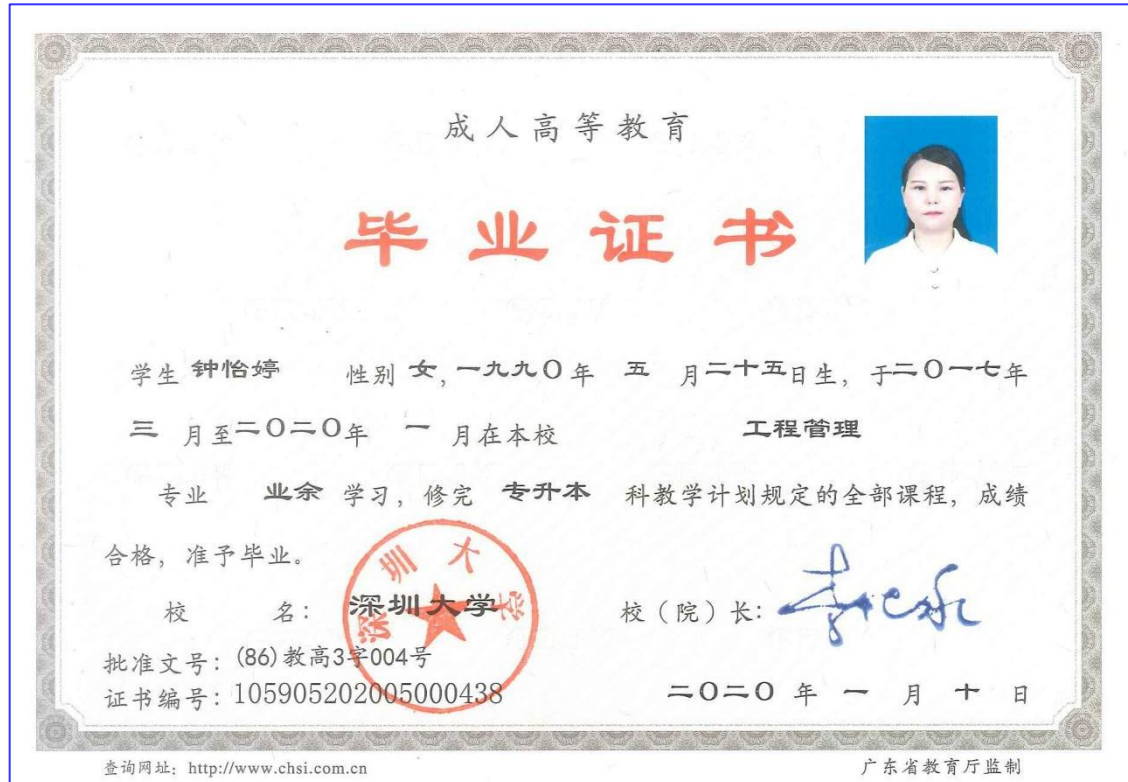 成人高等教育
毕业证书
学生 钟怡婷 性别 女,一九九〇年 五 月二十五日生, 于二〇一七年
三 月至二〇二〇年 一 月在本校 工程管理
专业 业余 学习, 修完 专升本 科教学计划规定的全部课程, 成绩
合格, 准予毕业。
深圳大学
校 名: 深圳大学 校（院）长:
批准文号: (86)教高3字004号
证书编号: 105905202005000438 二〇二〇 年 一 月 十 日
查询网址: http://www.chsi.com.cn 广东省教育厅监制